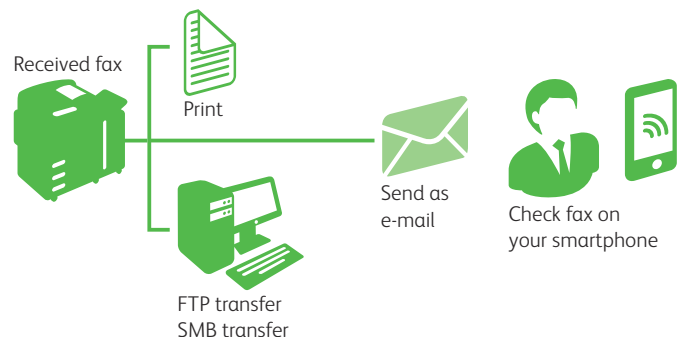 Received fax
Print
Send as
e-mail
Check fax on
your smartphone
FTP transfer
SMB transfer